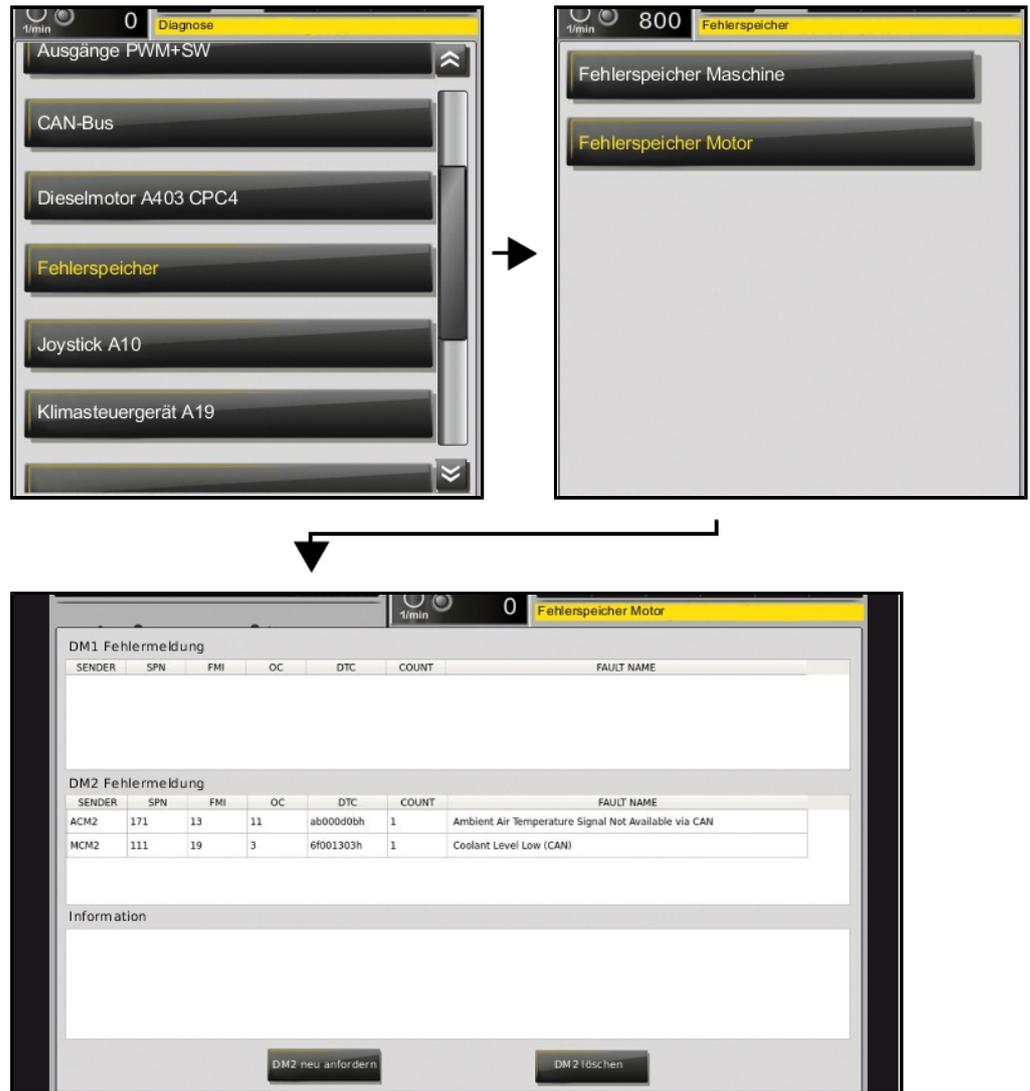 1/min 0 Diagnose
Ausgänge PWM+SW
CAN-Bus
Dieselmotor A403 CPC4
Fehlerspeicher
Joystick A10
Klimasteuergerät A19
1/min 800 Fehlerspeicher
Fehlerspeicher Maschine
Fehlerspeicher Motor
1/min 0 Fehlerspeicher Motor
DM1 Fehlermeldung
SENDER SPN FMI OC DTC COUNT FAULT NAME
DM2 Fehlermeldung
SENDER SPN FMI OC DTC COUNT FAULT NAME
ACM2 171 13 11 ab000d0bh 1 Ambient Air Temperature Signal Not Available via CAN
MCM2 111 19 3 6f001303h 1 Coolant Level Low (CAN)
Information
DM2 neu anfordern DM2 löschen